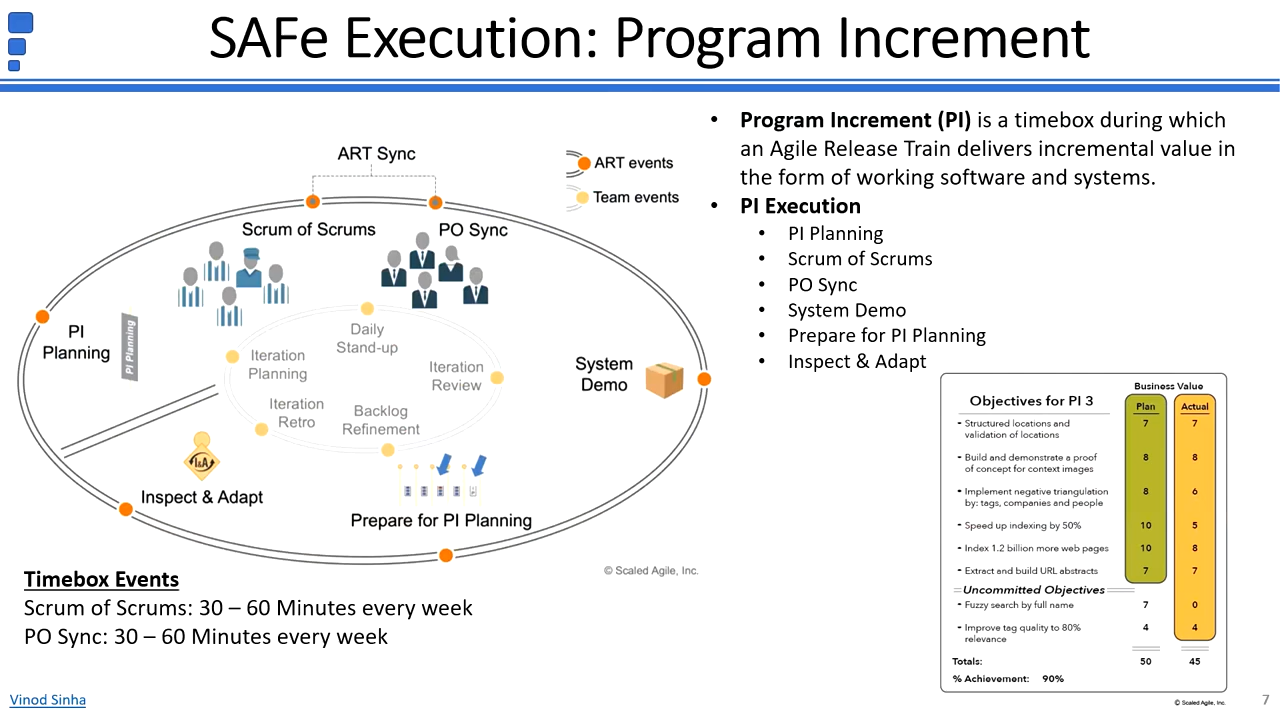 SAFe Execution: Program Increment
ART Sync
ART events
Team events
Scrum of Scrums
PO Sync
PI
Planning
PI Planning
Daily
Stand-up
Iteration
Planning
Iteration
Review
Iteration
Retro
Backlog
Refinement
System
Demo
I&A
Inspect & Adapt
Prepare for PI Planning
© Scaled Agile, Inc.
Timebox Events
Scrum of Scrums: 30 – 60 Minutes every week
PO Sync: 30 – 60 Minutes every week
• Program Increment (PI) is a timebox during which
an Agile Release Train delivers incremental value in
the form of working software and systems.
• PI Execution
• PI Planning
• Scrum of Scrums
• PO Sync
• System Demo
• Prepare for PI Planning
• Inspect & Adapt
Business Value
Objectives for PI 3 Plan Actual
- Structured locations and 7 7
validation of locations
- Build and demonstrate a proof 8 8
of concept for context images
- Implement negative triangulation 8 6
by: tags, companies and people
- Speed up indexing by 50% 10 5
- Index 1.2 billion more web pages 10 8
- Extract and build URL abstracts 7 7
Uncommitted Objectives
- Fuzzy search by full name 7 0
- Improve tag quality to 80% 4 4
relevance
Totals: 50 45
% Achievement: 90%
© Scaled Agile, Inc.
Vinod Sinha
7